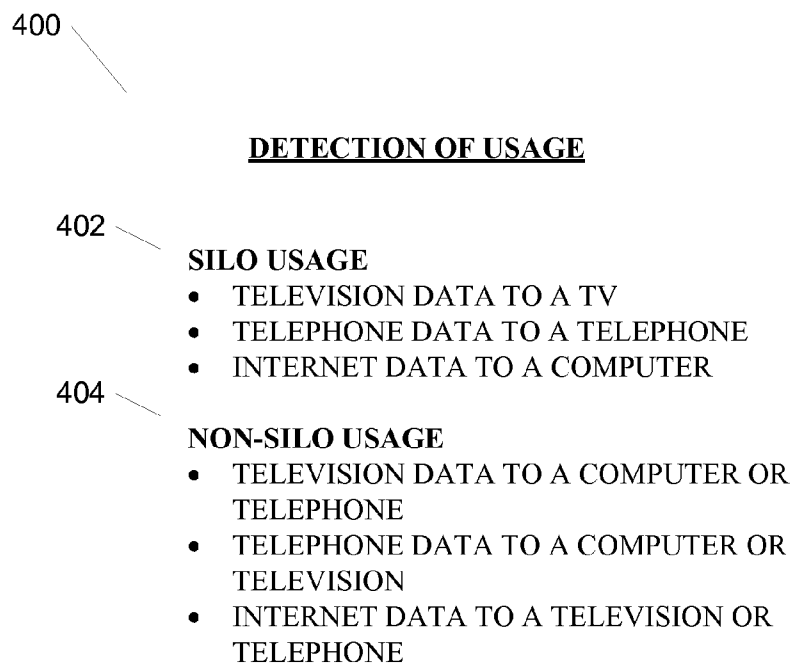 400
DETECTION OF USAGE
402
SILO USAGE
• TELEVISION DATA TO A TV
• TELEPHONE DATA TO A TELEPHONE
• INTERNET DATA TO A COMPUTER
404
NON-SILO USAGE
• TELEVISION DATA TO A COMPUTER OR
TELEPHONE
• TELEPHONE DATA TO A COMPUTER OR
TELEVISION
• INTERNET DATA TO A TELEVISION OR
TELEPHONE